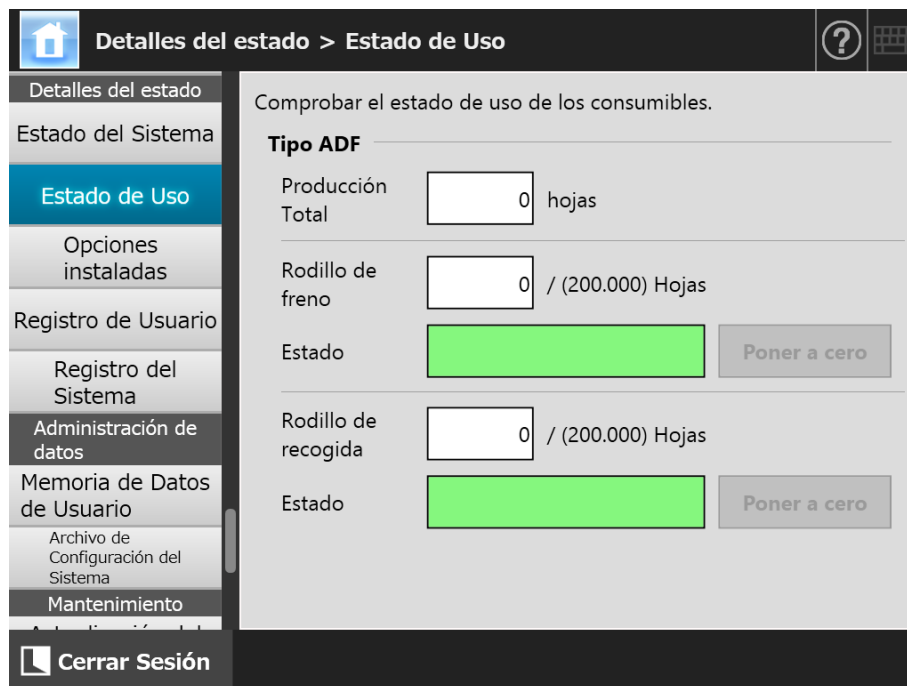 Detalles del estado > Estado de Uso
?
Detalles del estado
Estado del Sistema
Estado de Uso
Opciones
instaladas
Registro de Usuario
Registro del
Sistema
Administración de
datos
Memoria de Datos
de Usuario
Archivo de
Configuración del
Sistema
Mantenimiento
Cerrar Sesión
Comprobar el estado de uso de los consumibles.
Tipo ADF
Producción
Total
0 hojas
Rodillo de
freno
0 / (200.000) Hojas
Estado
Poner a cero
Rodillo de
recogida
0 / (200.000) Hojas
Estado
Poner a cero